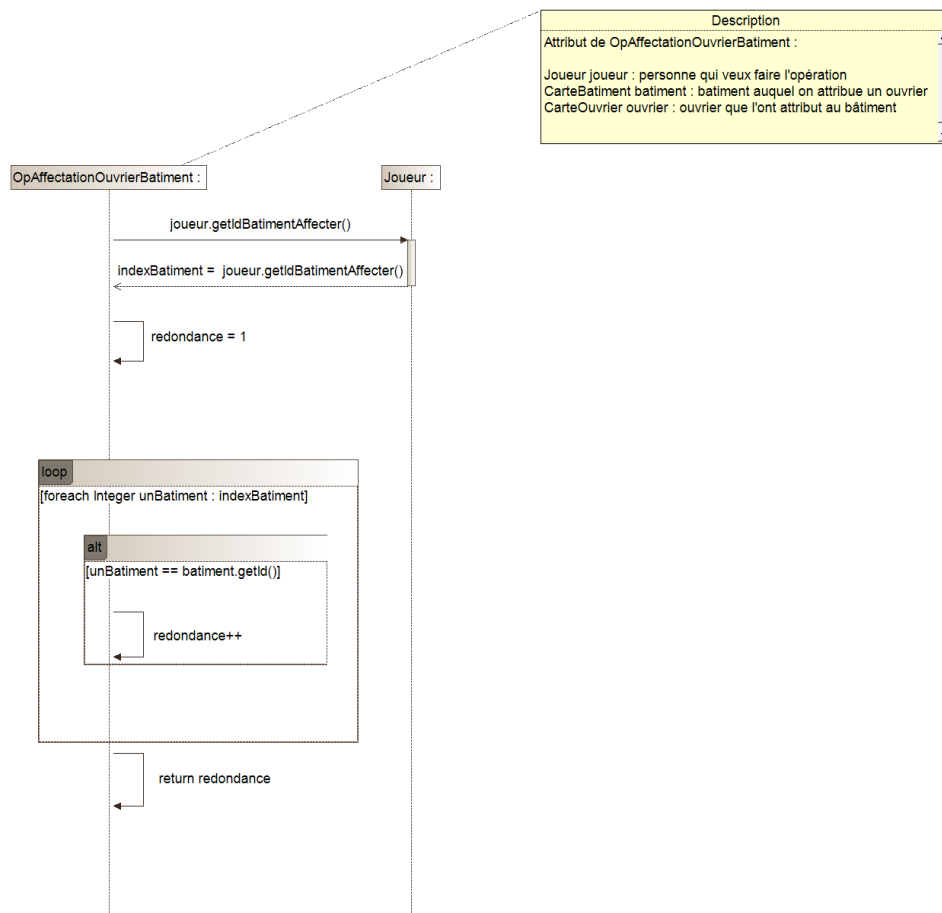 Description
Attribut de OpAffectationOuvrierBatiment :
Joueur joueur : personne qui veux faire l'opération
CarteBatiment batiment : batiment auquel on attribue un ouvrier
CarteOuvrier ouvrier : ouvrier que l'ont attribut au bâtiment
OpAffectationOuvrierBatiment :
Joueur :
joueur.getIdBatimentAffecter()
indexBatiment = joueur.getIdBatimentAffecter()
redondance = 1
loop
[foreach Integer unBatiment : indexBatiment]
alt
[unBatiment == batiment.getId()]
redondance++
return redondance